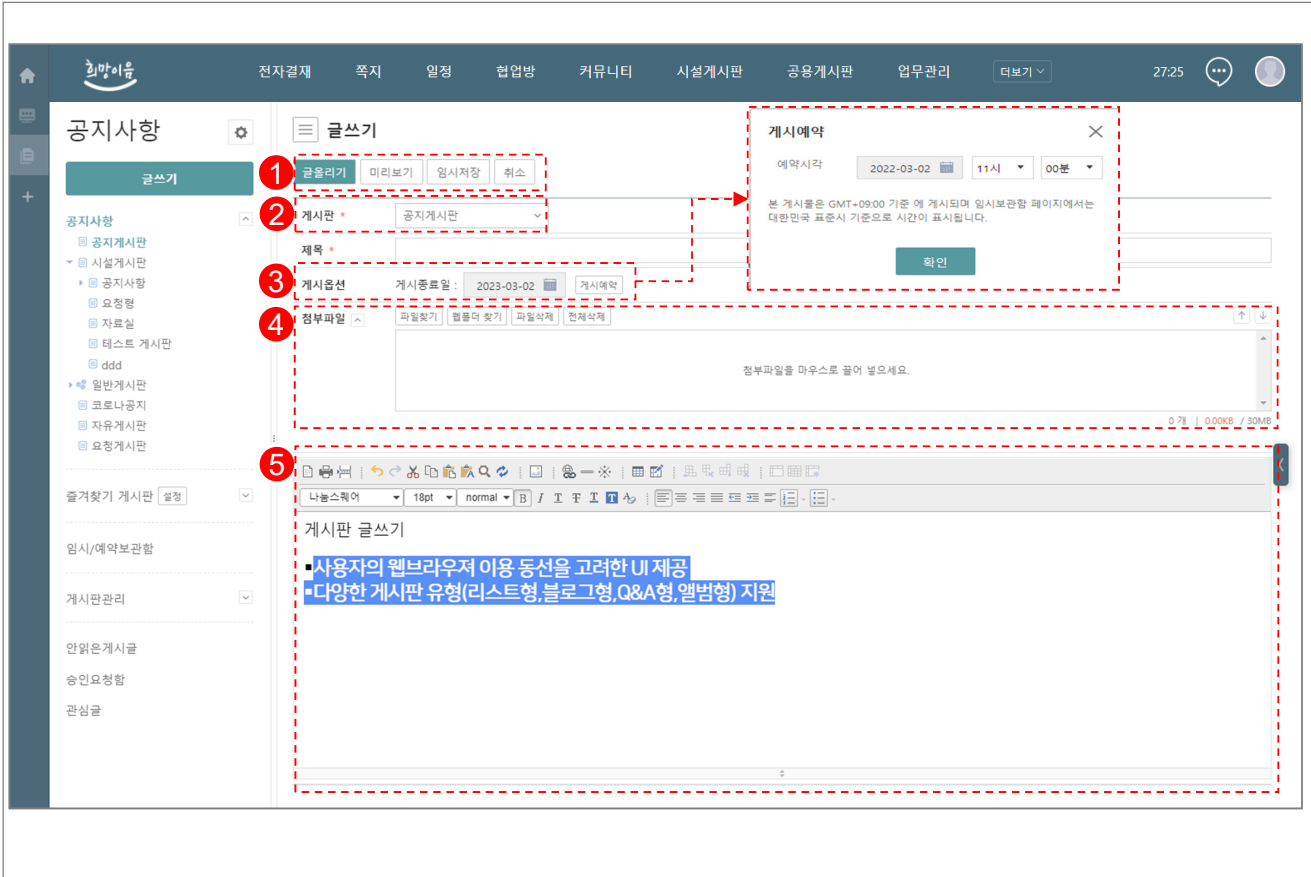 희망이음
전자결재 쪽지 일정 협업방 커뮤니티 시설게시판 공용게시판 업무관리 더보기 27:25
공지사항
글쓰기
공지사항
공지게시판
시설게시판
공지사항
요청형
자료실
테스트 게시판
ddd
일반게시판
코로나공지
자유게시판
요청게시판
즐겨찾기 게시판 설정
임시/예약보관함
게시판관리
안읽은게시글
승인요청함
관심글
글쓰기
1 글올리기 미리보기 임시저장 취소
2 게시판 * 공지게시판
제목 *
3 게시옵션 게시종료일 : 2023-03-02 게시예약
4 첨부파일 파일찾기 웹폴더 찾기 파일삭제 전체삭제
첨부파일을 마우스로 끌어 넣으세요.
0 개 | 0.00KB / 30MB
게시예약
예약시각 2022-03-02 11시 00분
본 게시물은 GMT+09:00 기준 에 게시되며 임시보관함 페이지에서는
대한민국 표준시 기준으로 시간이 표시됩니다.
확인
5
나눔스퀘어 18pt normal B I T T T T
게시판 글쓰기
▪사용자의 웹브라우져 이용 동선을 고려한 UI 제공
▪다양한 게시판 유형(리스트형,블로그형,Q&A형,앨범형) 지원